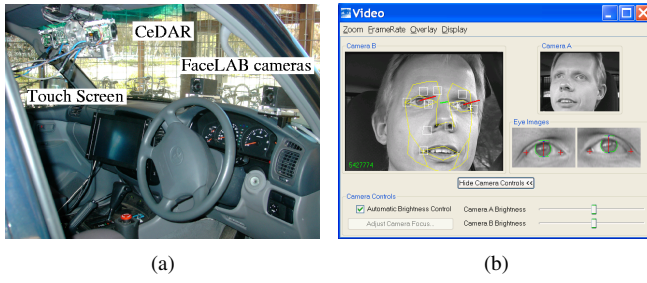 CeDAR
FaceLAB cameras
Touch Screen
(a)
Video
Zoom FrameRate Overlay Display
Camera B
Camera A
5427774
Eye Images
Hide Camera Controls <<
Camera Controls
Automatic Brightness Control
Camera A Brightness
Adjust Camera Focus...
Camera B Brightness
(b)